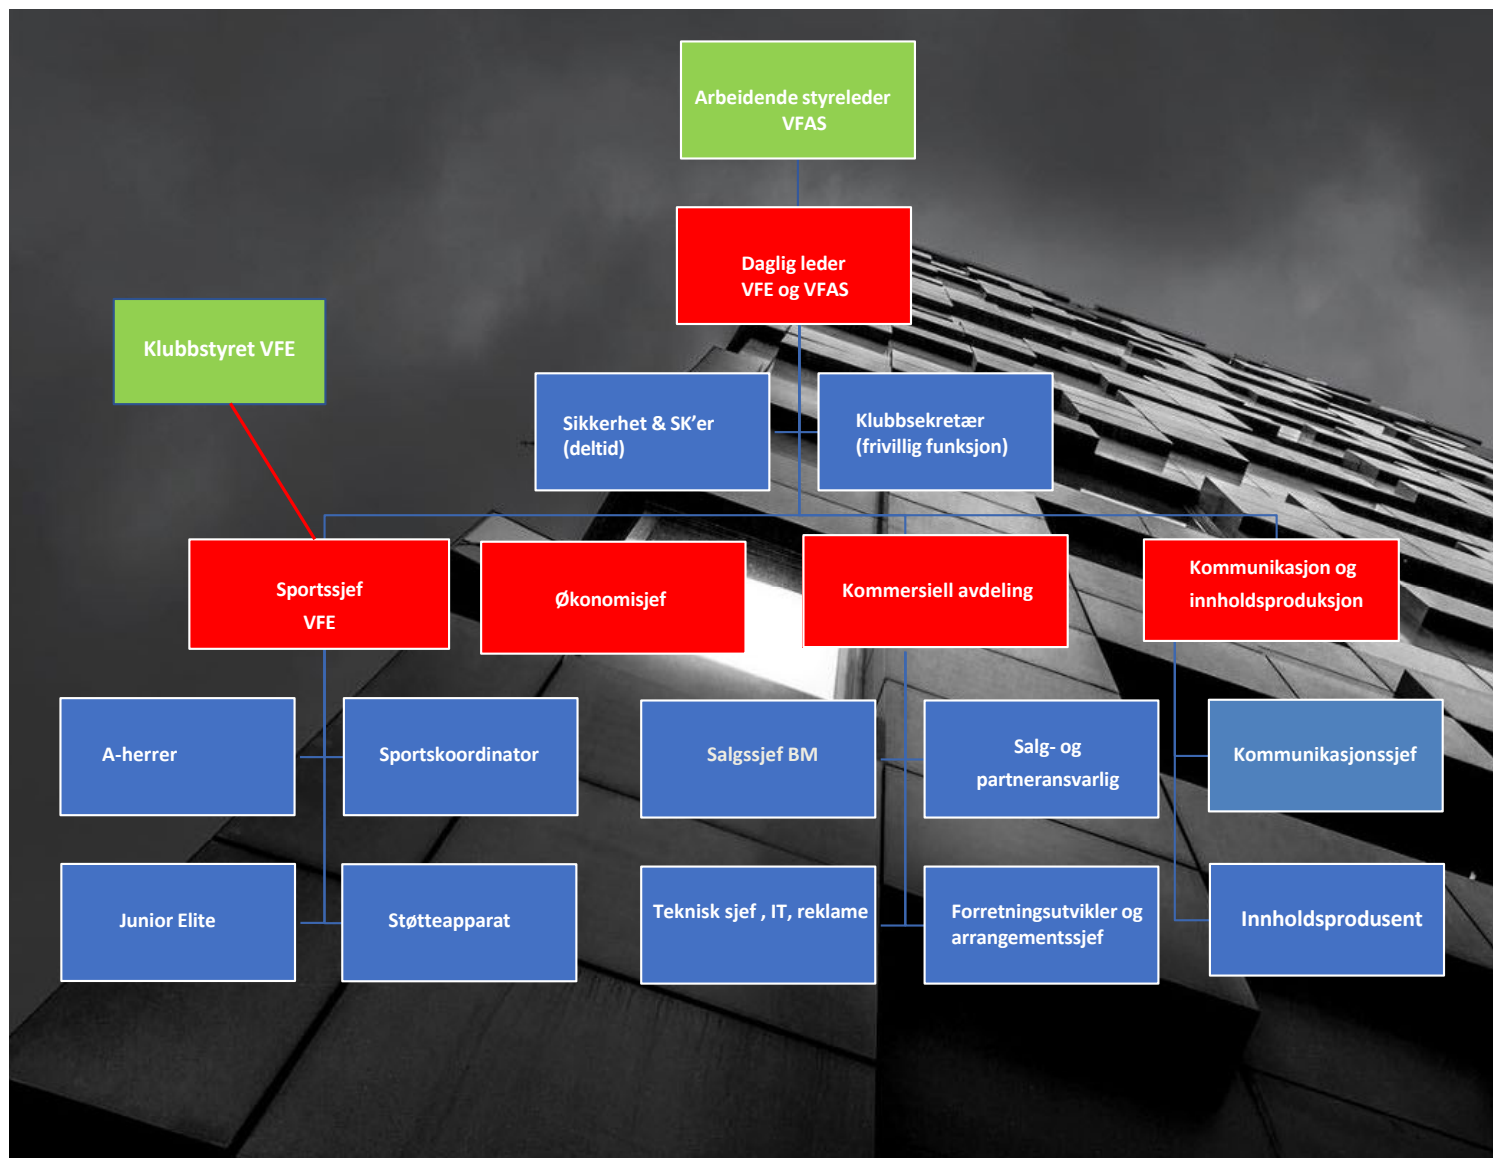 Arbeidende styreleder
VFAS
Daglig leder
VFE og VFAS
Klubbstyret VFE
Sikkerhet & SK’er
(deltid)
Klubbsekretær
(frivillig funksjon)
Sportssjef
VFE
Økonomisjef
Kommersiell avdeling
Kommunikasjon og
innholdsproduksjon
A-herrer
Sportskoordinator
Salgssjef BM
Salg- og
partneransvarlig
Kommunikasjonssjef
Junior Elite
Støtteapparat
Teknisk sjef , IT, reklame
Forretningsutvikler og
arrangementssjef
Innholdsprodusent